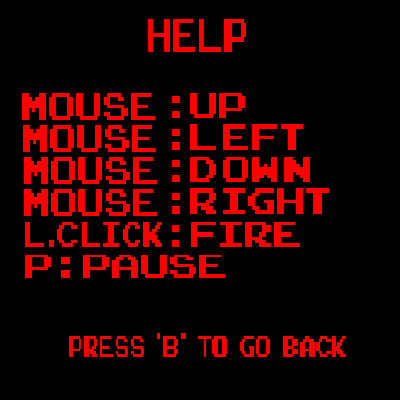 HELP
MOUSE :UP
MOUSE :LEFT
MOUSE :DOWN
MOUSE :RIGHT
L.CLICK:FIRE
P:PAUSE
PRESS 'B' TO GO BACK